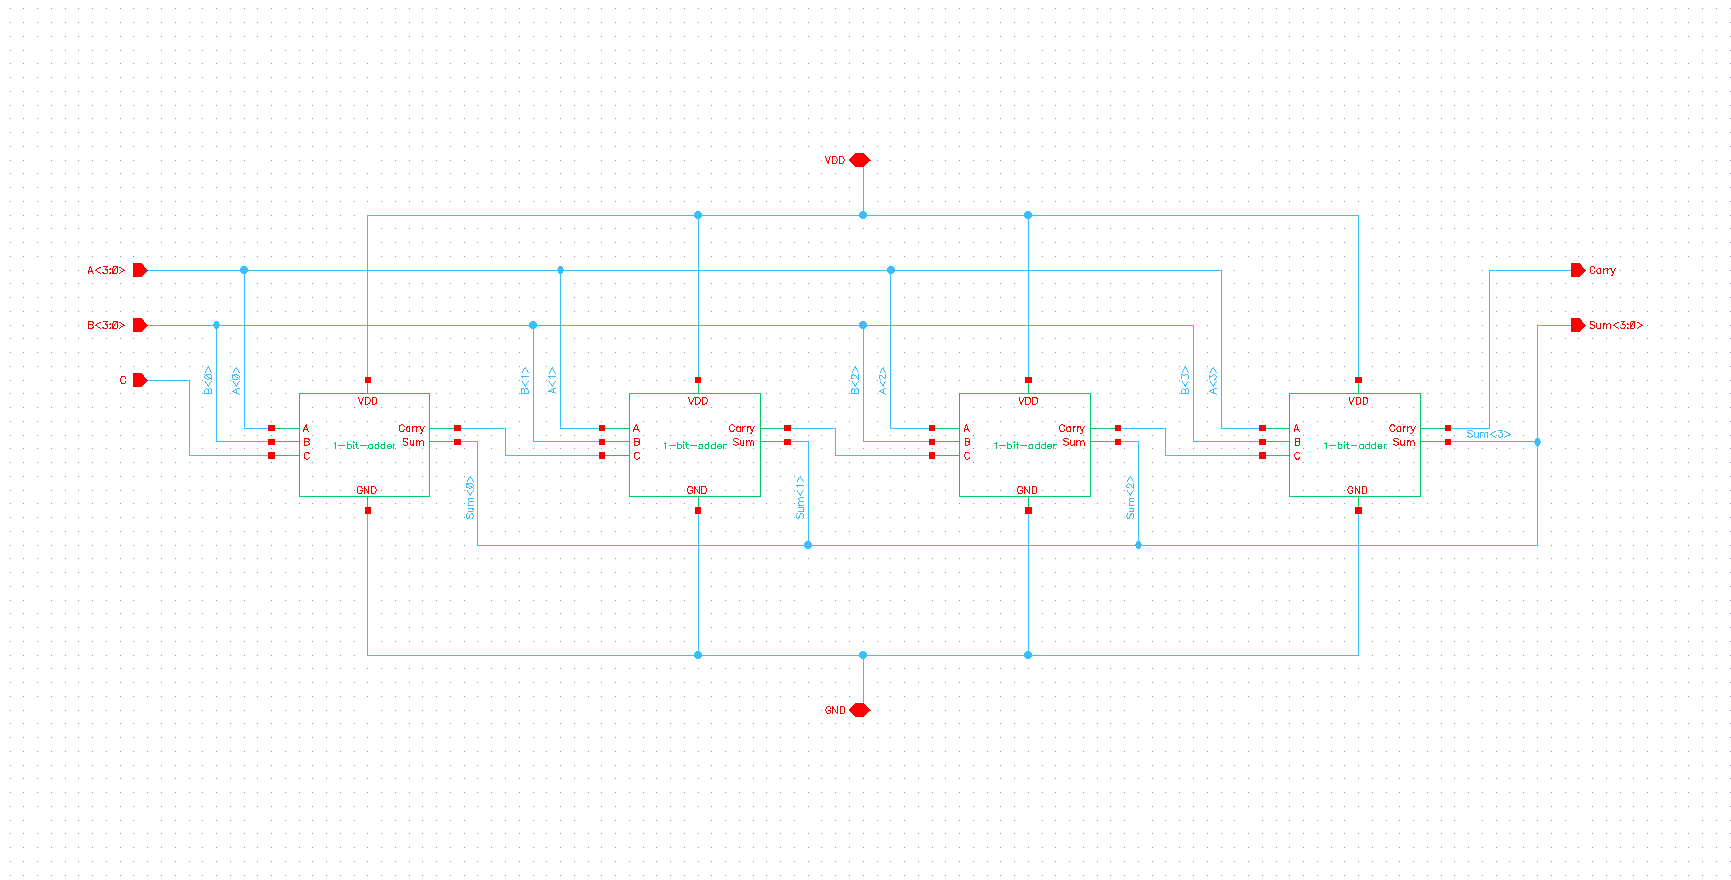 VDD
A<3:0>
Carry
B<3:0>
Sum<3:0>
C
B<0>
A<0>
B<1>
A<1>
B<2>
A<2>
B<3>
A<3>
VDD
A
B
C
1-bit-adder
Carry
Sum
GND
VDD
A
B
C
1-bit-adder
Carry
Sum
GND
VDD
A
B
C
1-bit-adder
Carry
Sum
GND
VDD
A
B
C
1-bit-adder
Carry
Sum
GND
Sum<0>
Sum<1>
Sum<2>
Sum<3>
GND